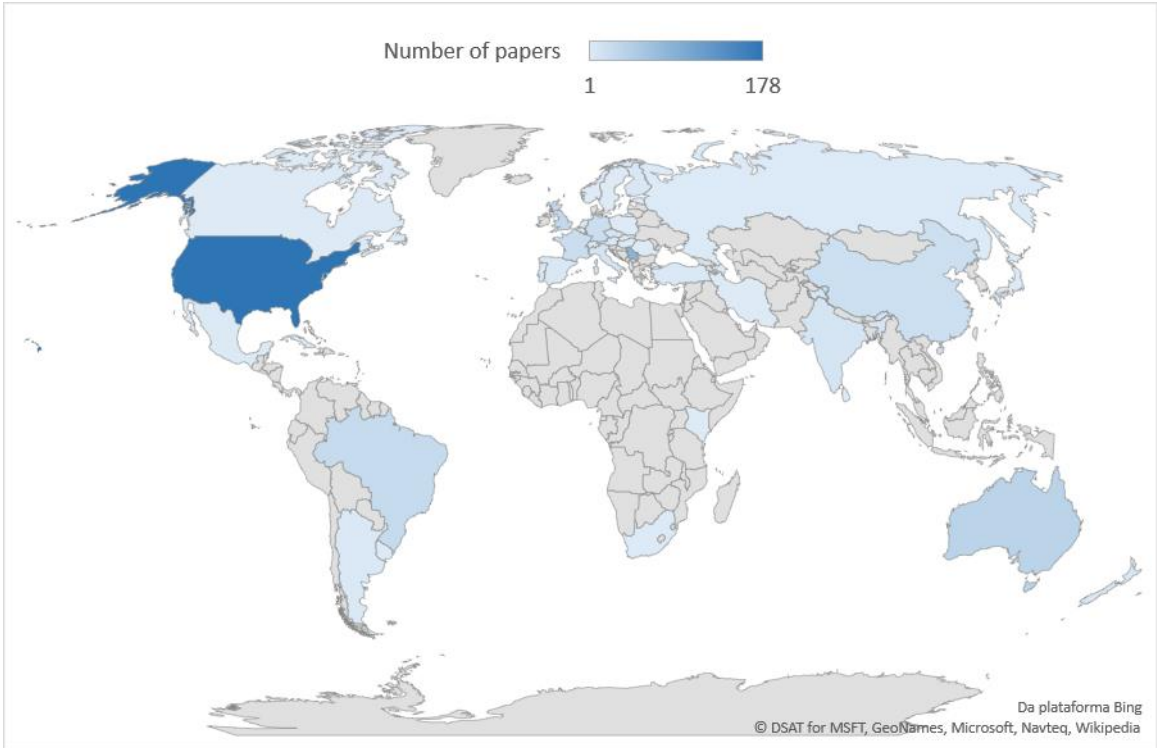 Number of papers
1 178
Da plataforma Bing
© DSAT for MSFT, GeoNames, Microsoft, Navteq, Wikipedia